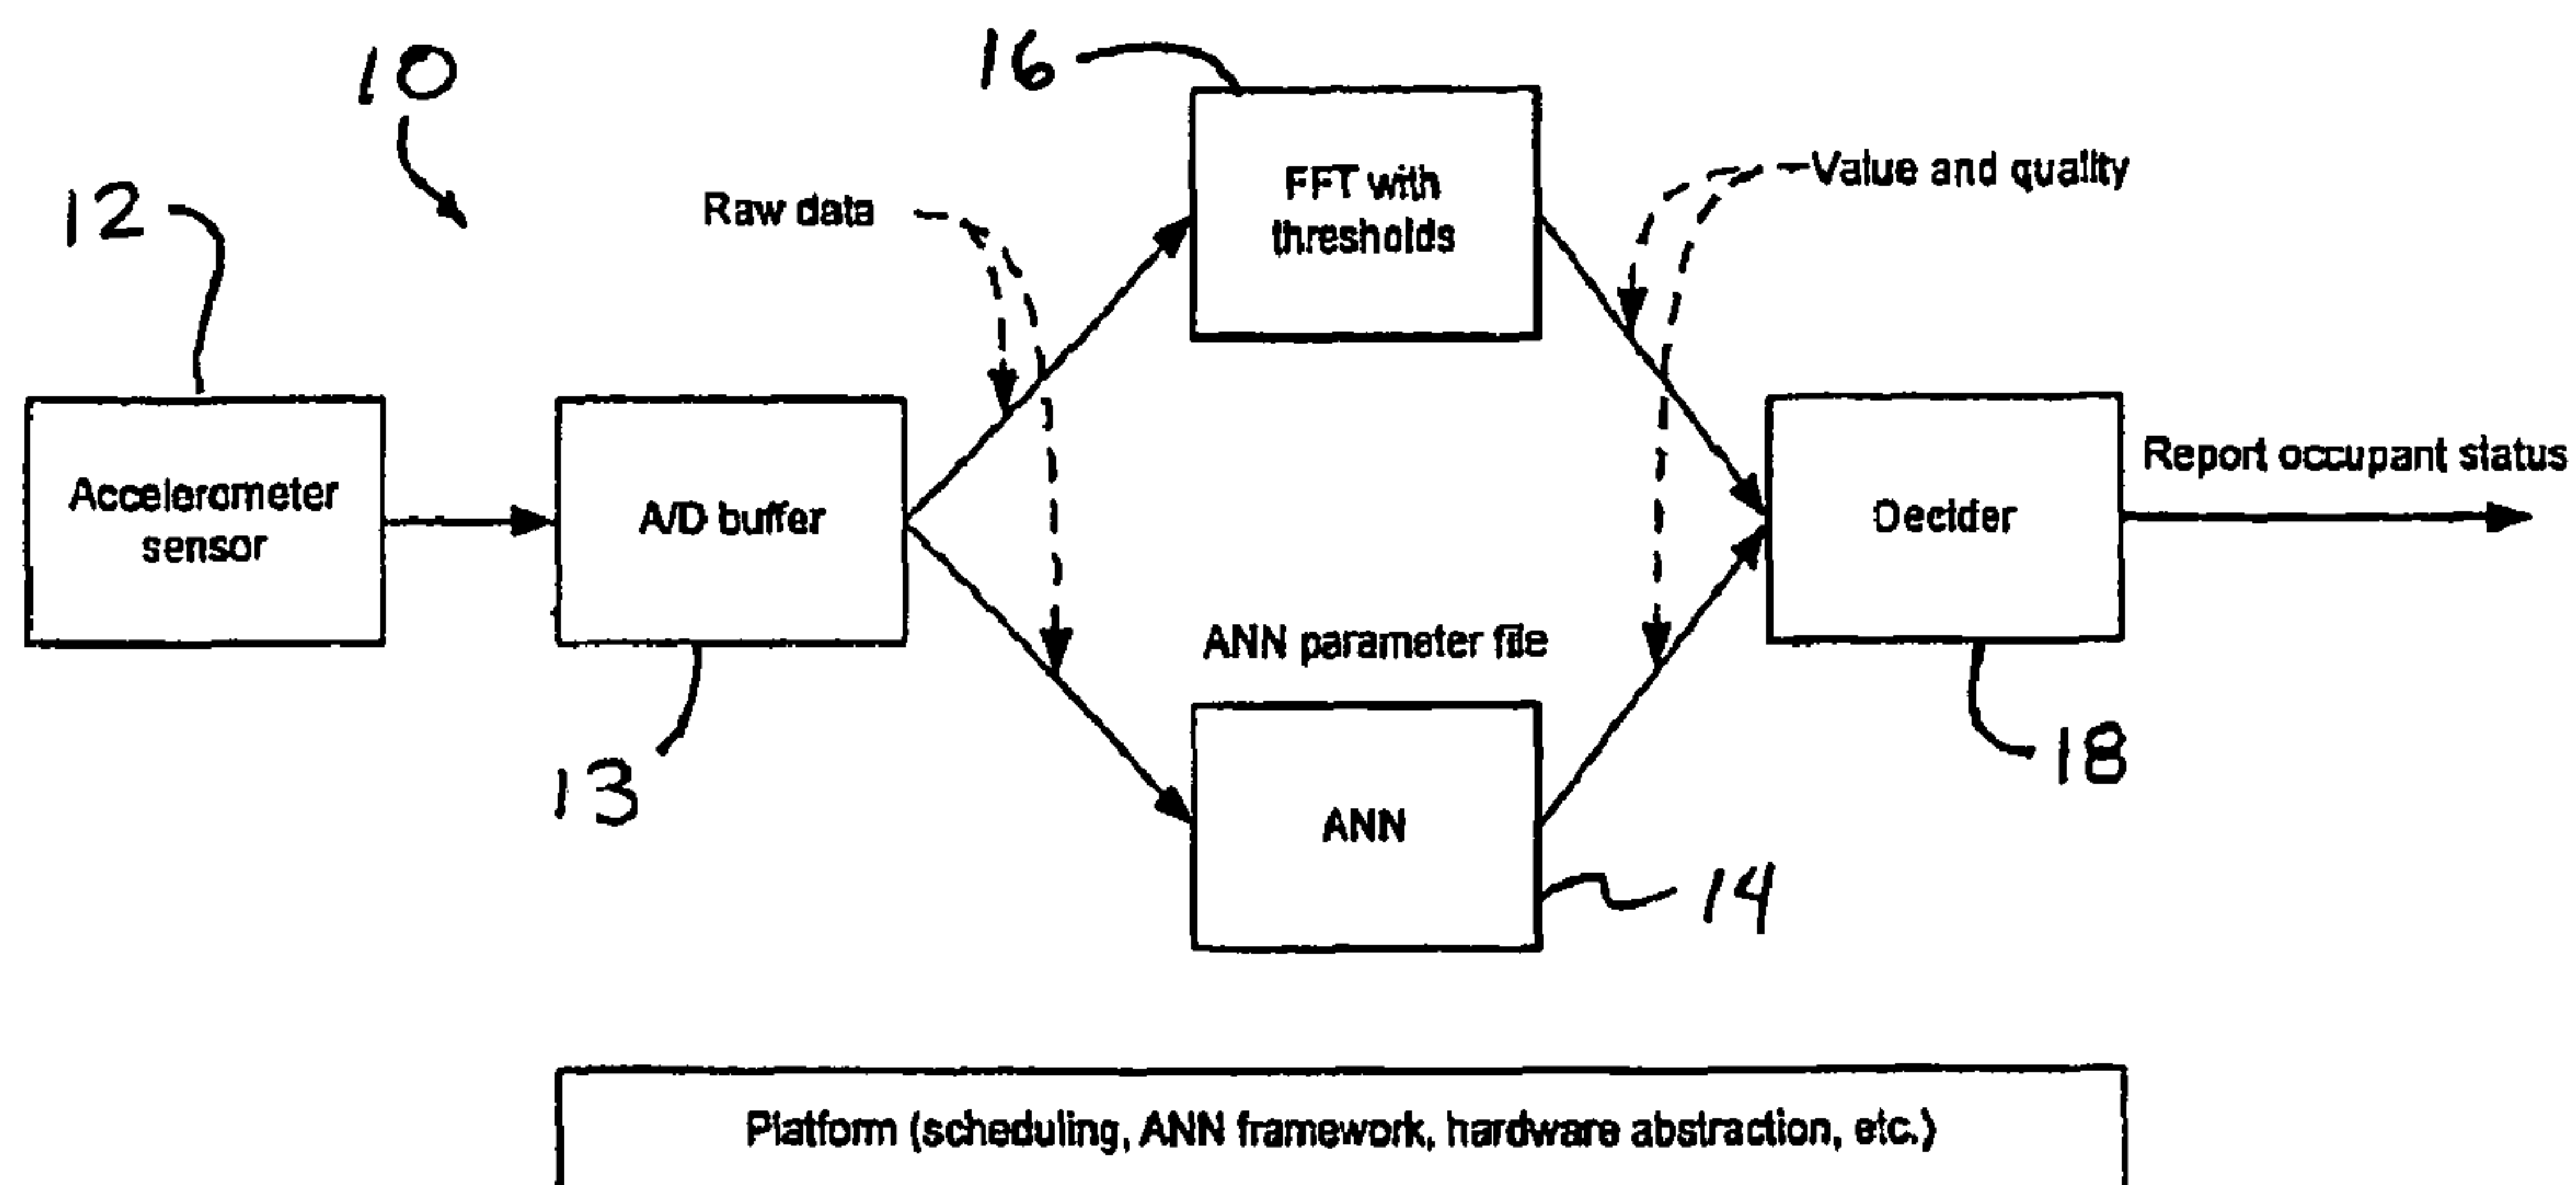 10
16
12
Raw data
FFT with
thresholds
Value and quality
Accelerometer
sensor
A/D buffer
Decider
Report occupant status
ANN parameter file
13
ANN
14
18
Platform (scheduling, ANN framework, hardware abstraction, etc.)